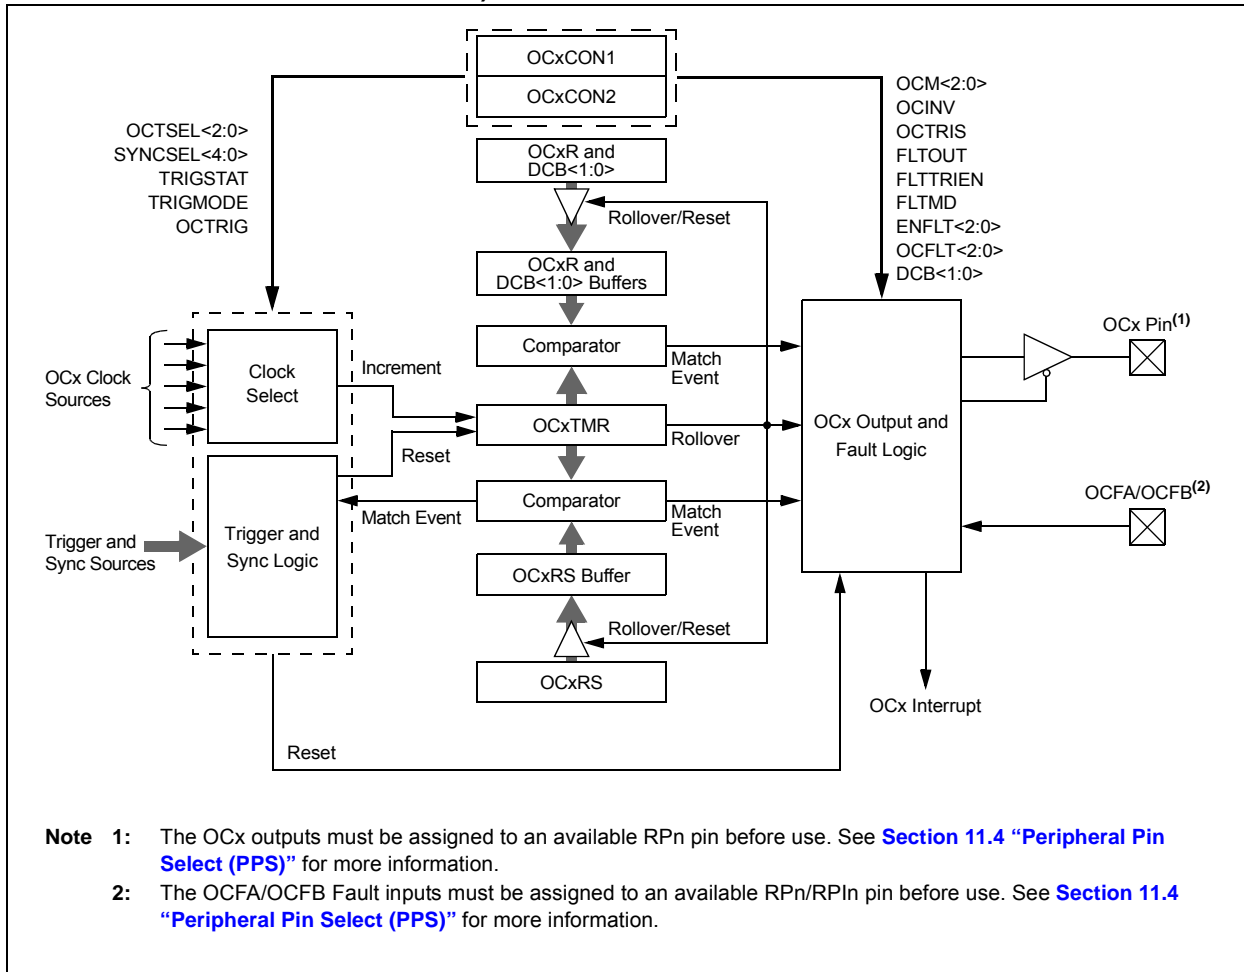 OCxCON1
OCxCON2
OCTSEL<2:0>
SYNCSEL<4:0>
TRIGSTAT
TRIGMODE
OCTRIG
OCM<2:0>
OCINV
OCTRIS
FLTOUT
FLTTRIEN
FLTMD
ENFLT<2:0>
OCFLT<2:0>
DCB<1:0>
OCxR and
DCB<1:0>
Rollover/Reset
OCxR and
DCB<1:0> Buffers
Comparator
Match
Event
OCx Clock
Sources
Clock
Select
Increment
OCxTMR
Rollover
Reset
Comparator
Match Event
Match
Event
Trigger and
Sync Sources
Trigger and
Sync Logic
OCxRS Buffer
Rollover/Reset
OCxRS
OCx Output and
Fault Logic
OCx Pin(1)
OCFA/OCFB(2)
OCx Interrupt
Reset
Note 1: The OCx outputs must be assigned to an available RPn pin before use. See Section 11.4 “Peripheral Pin
Select (PPS)” for more information.
2: The OCFA/OCFB Fault inputs must be assigned to an available RPn/RPIn pin before use. See Section 11.4
“Peripheral Pin Select (PPS)” for more information.